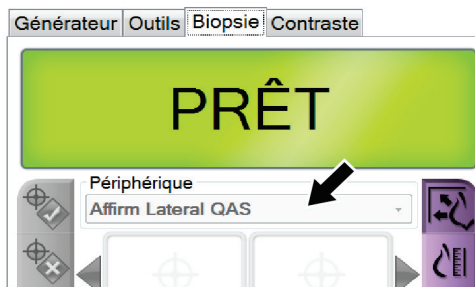 Générateur Outils Biopsie Contraste
PRÊT
Périphérique
Affirm Lateral QAS